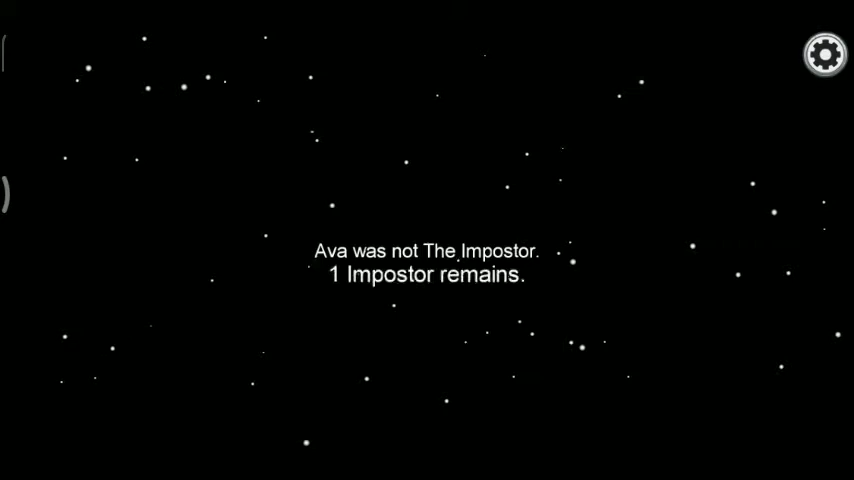 Ava was not The Impostor.
1 Impostor remains.